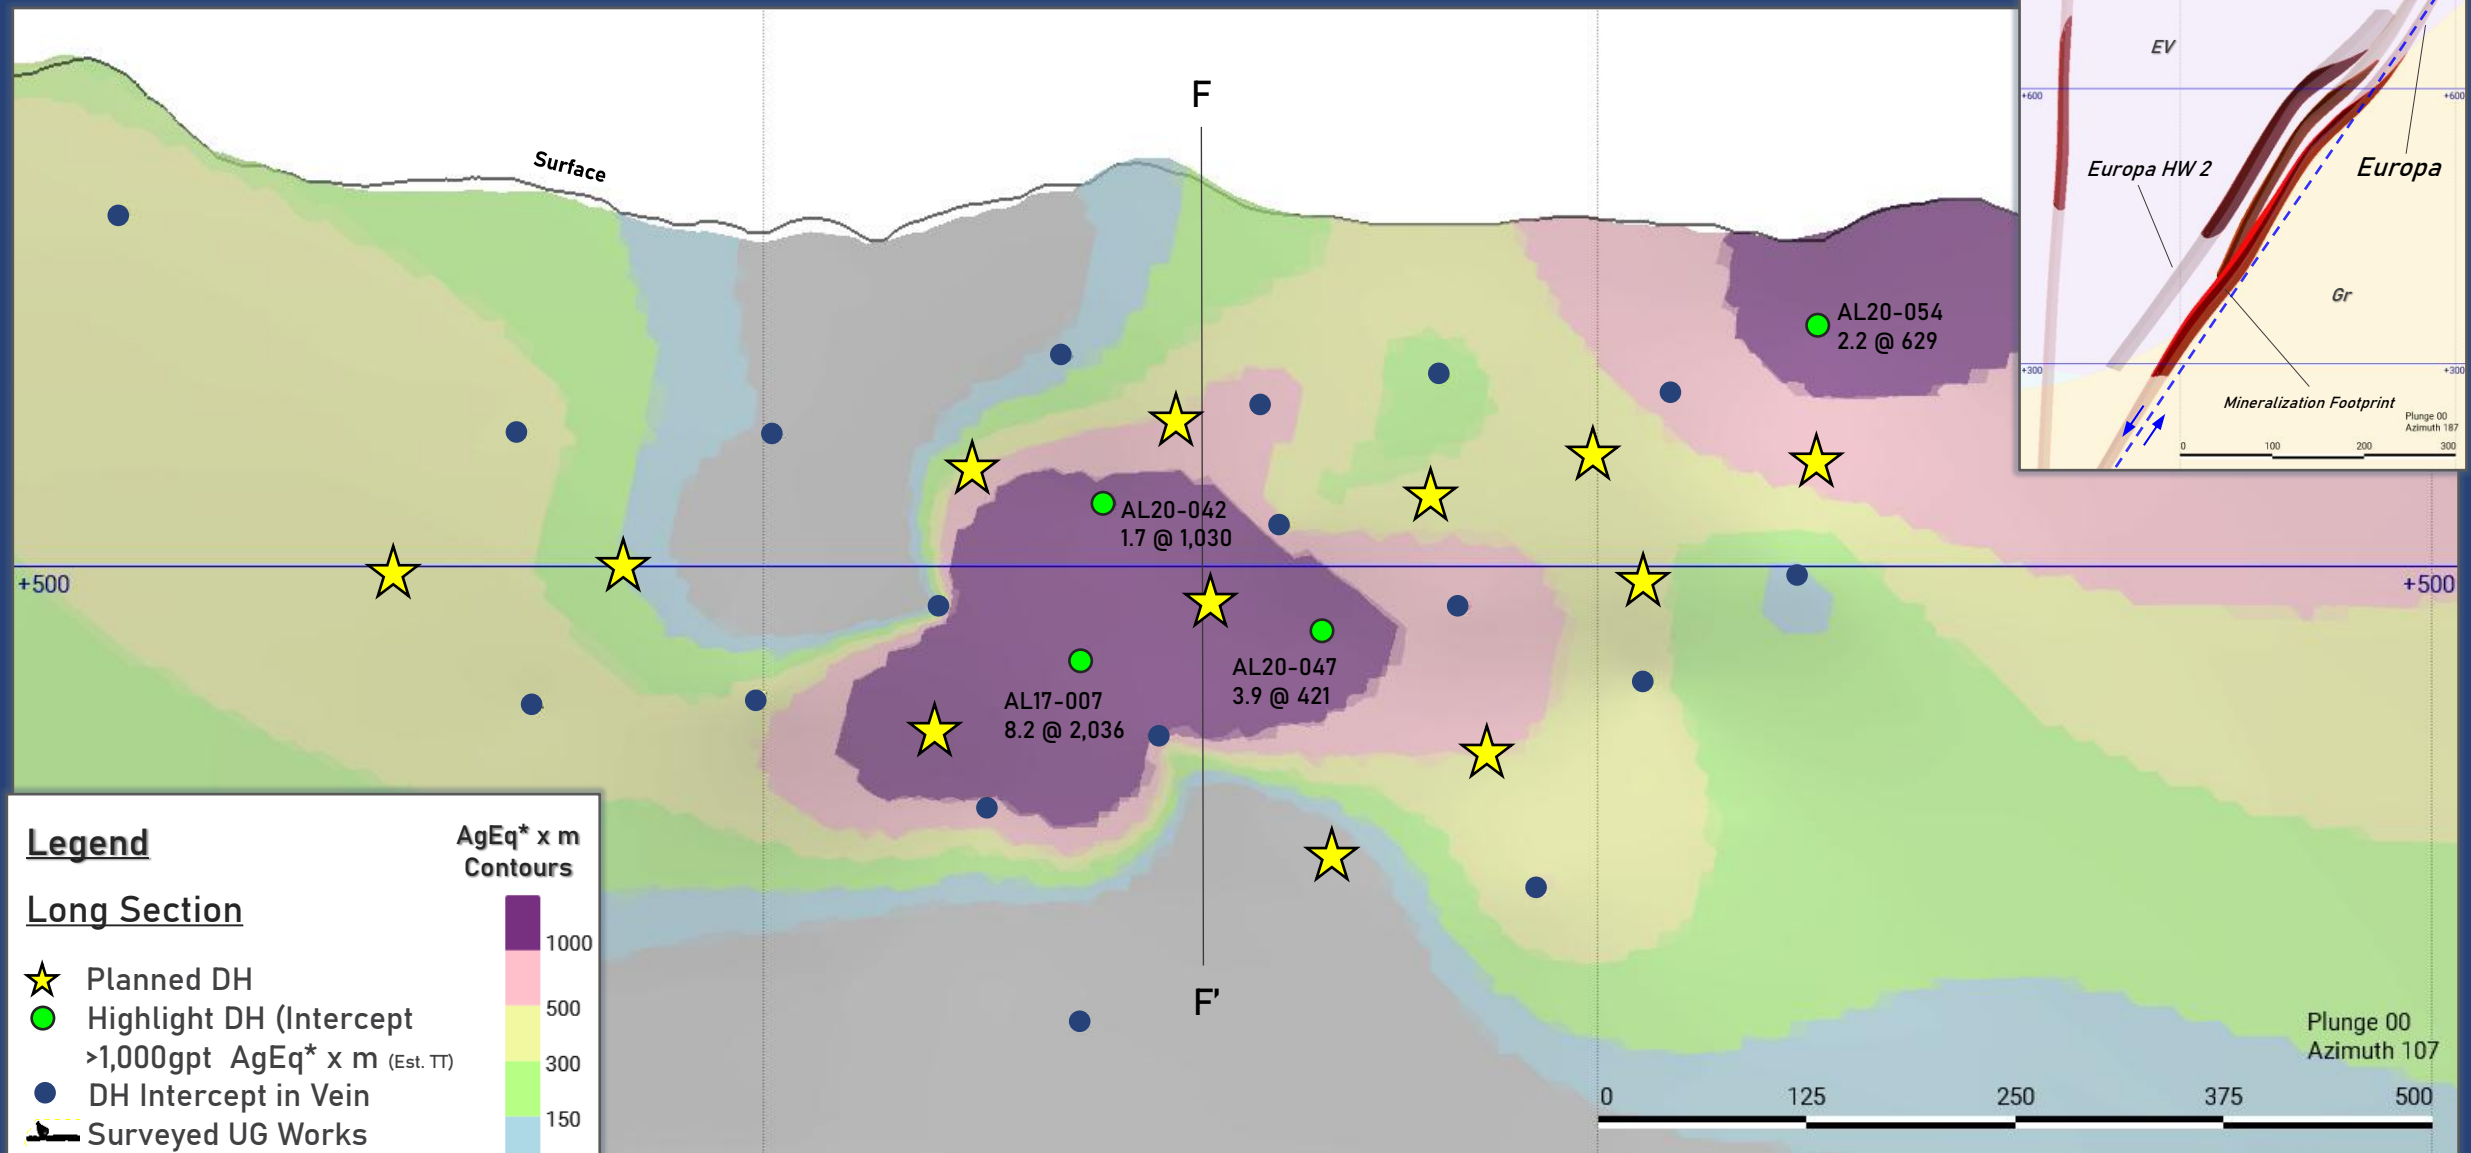 F
Surface
AL20-054
2.2 @ 629
AL20-042
1.7 @ 1,030
+500
+500
AL20-047
3.9 @ 421
AL17-007
8.2 @ 2,036
F'
Plunge 00
Azimuth 107
0 125 250 375 500
Legend
Long Section
Planned DH
Highlight DH (Intercept
>1,000gpt AgEq* x m (Est. TT)
DH Intercept in Vein
Surveyed UG Works
AgEq* x m
Contours
1000
500
300
150
EV
+600
+600
Europa HW 2
Europa
Gr
+300
+300
Mineralization Footprint
Plunge 00
Azimuth 187
0 100 200 300